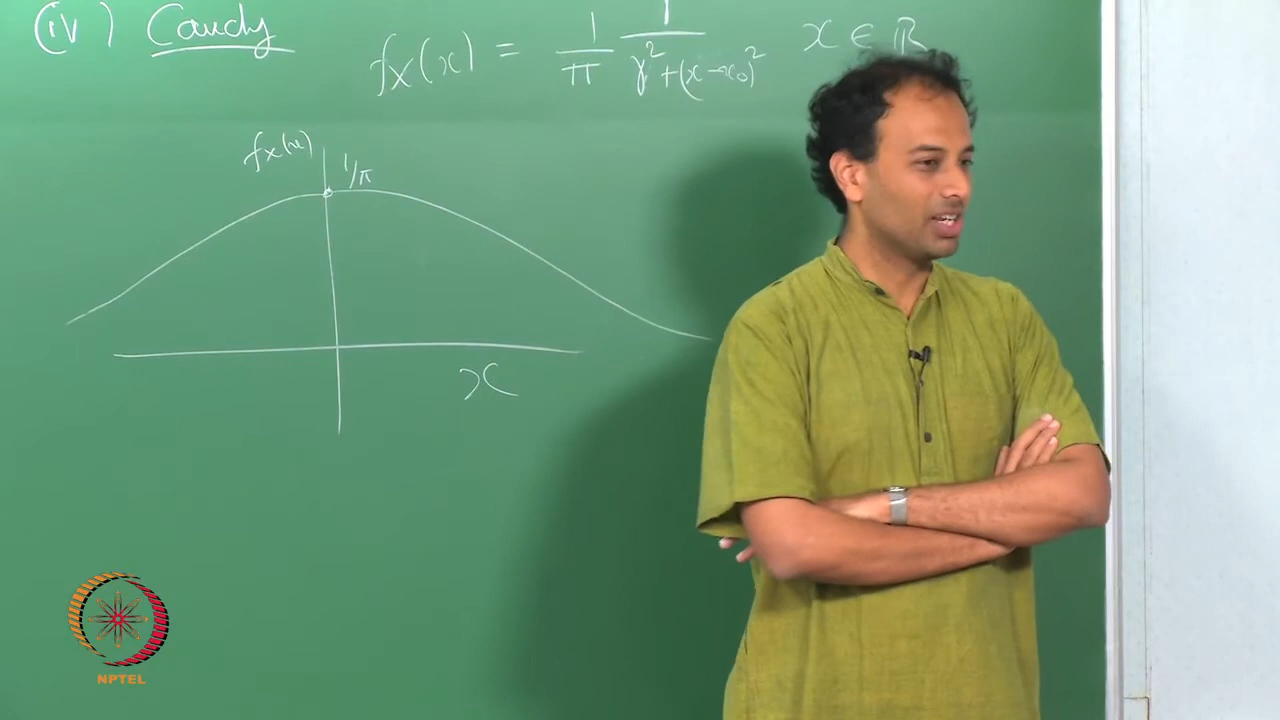 (iv) Cauchy fX(x) = 1/π 1/(γ² + (x - x₀)²) x ∈ ℝ
fX(x)
1/π
x
NPTEL